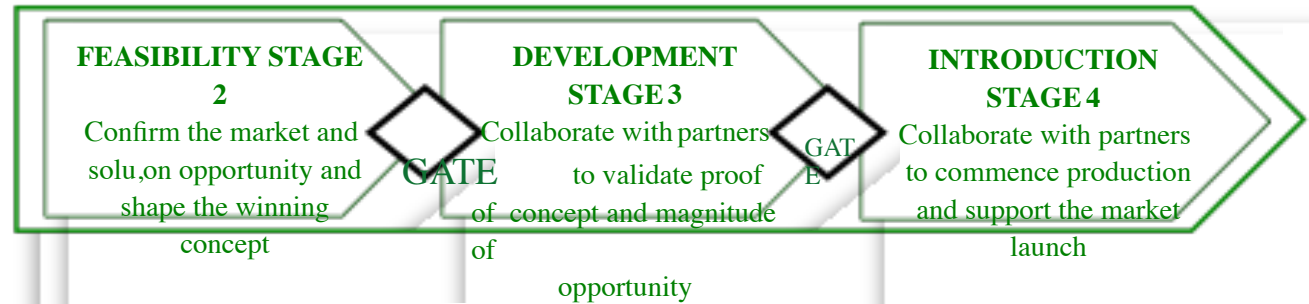 FEASIBILITY STAGE
2
Confirm the market and
solu,on opportunity and
shape the winning
concept
GATE
DEVELOPMENT
STAGE 3
Collaborate with partners
to validate proof
of concept and magnitude
of
opportunity
GAT
E
INTRODUCTION
STAGE 4
Collaborate with partners
to commence production
and support the market
launch